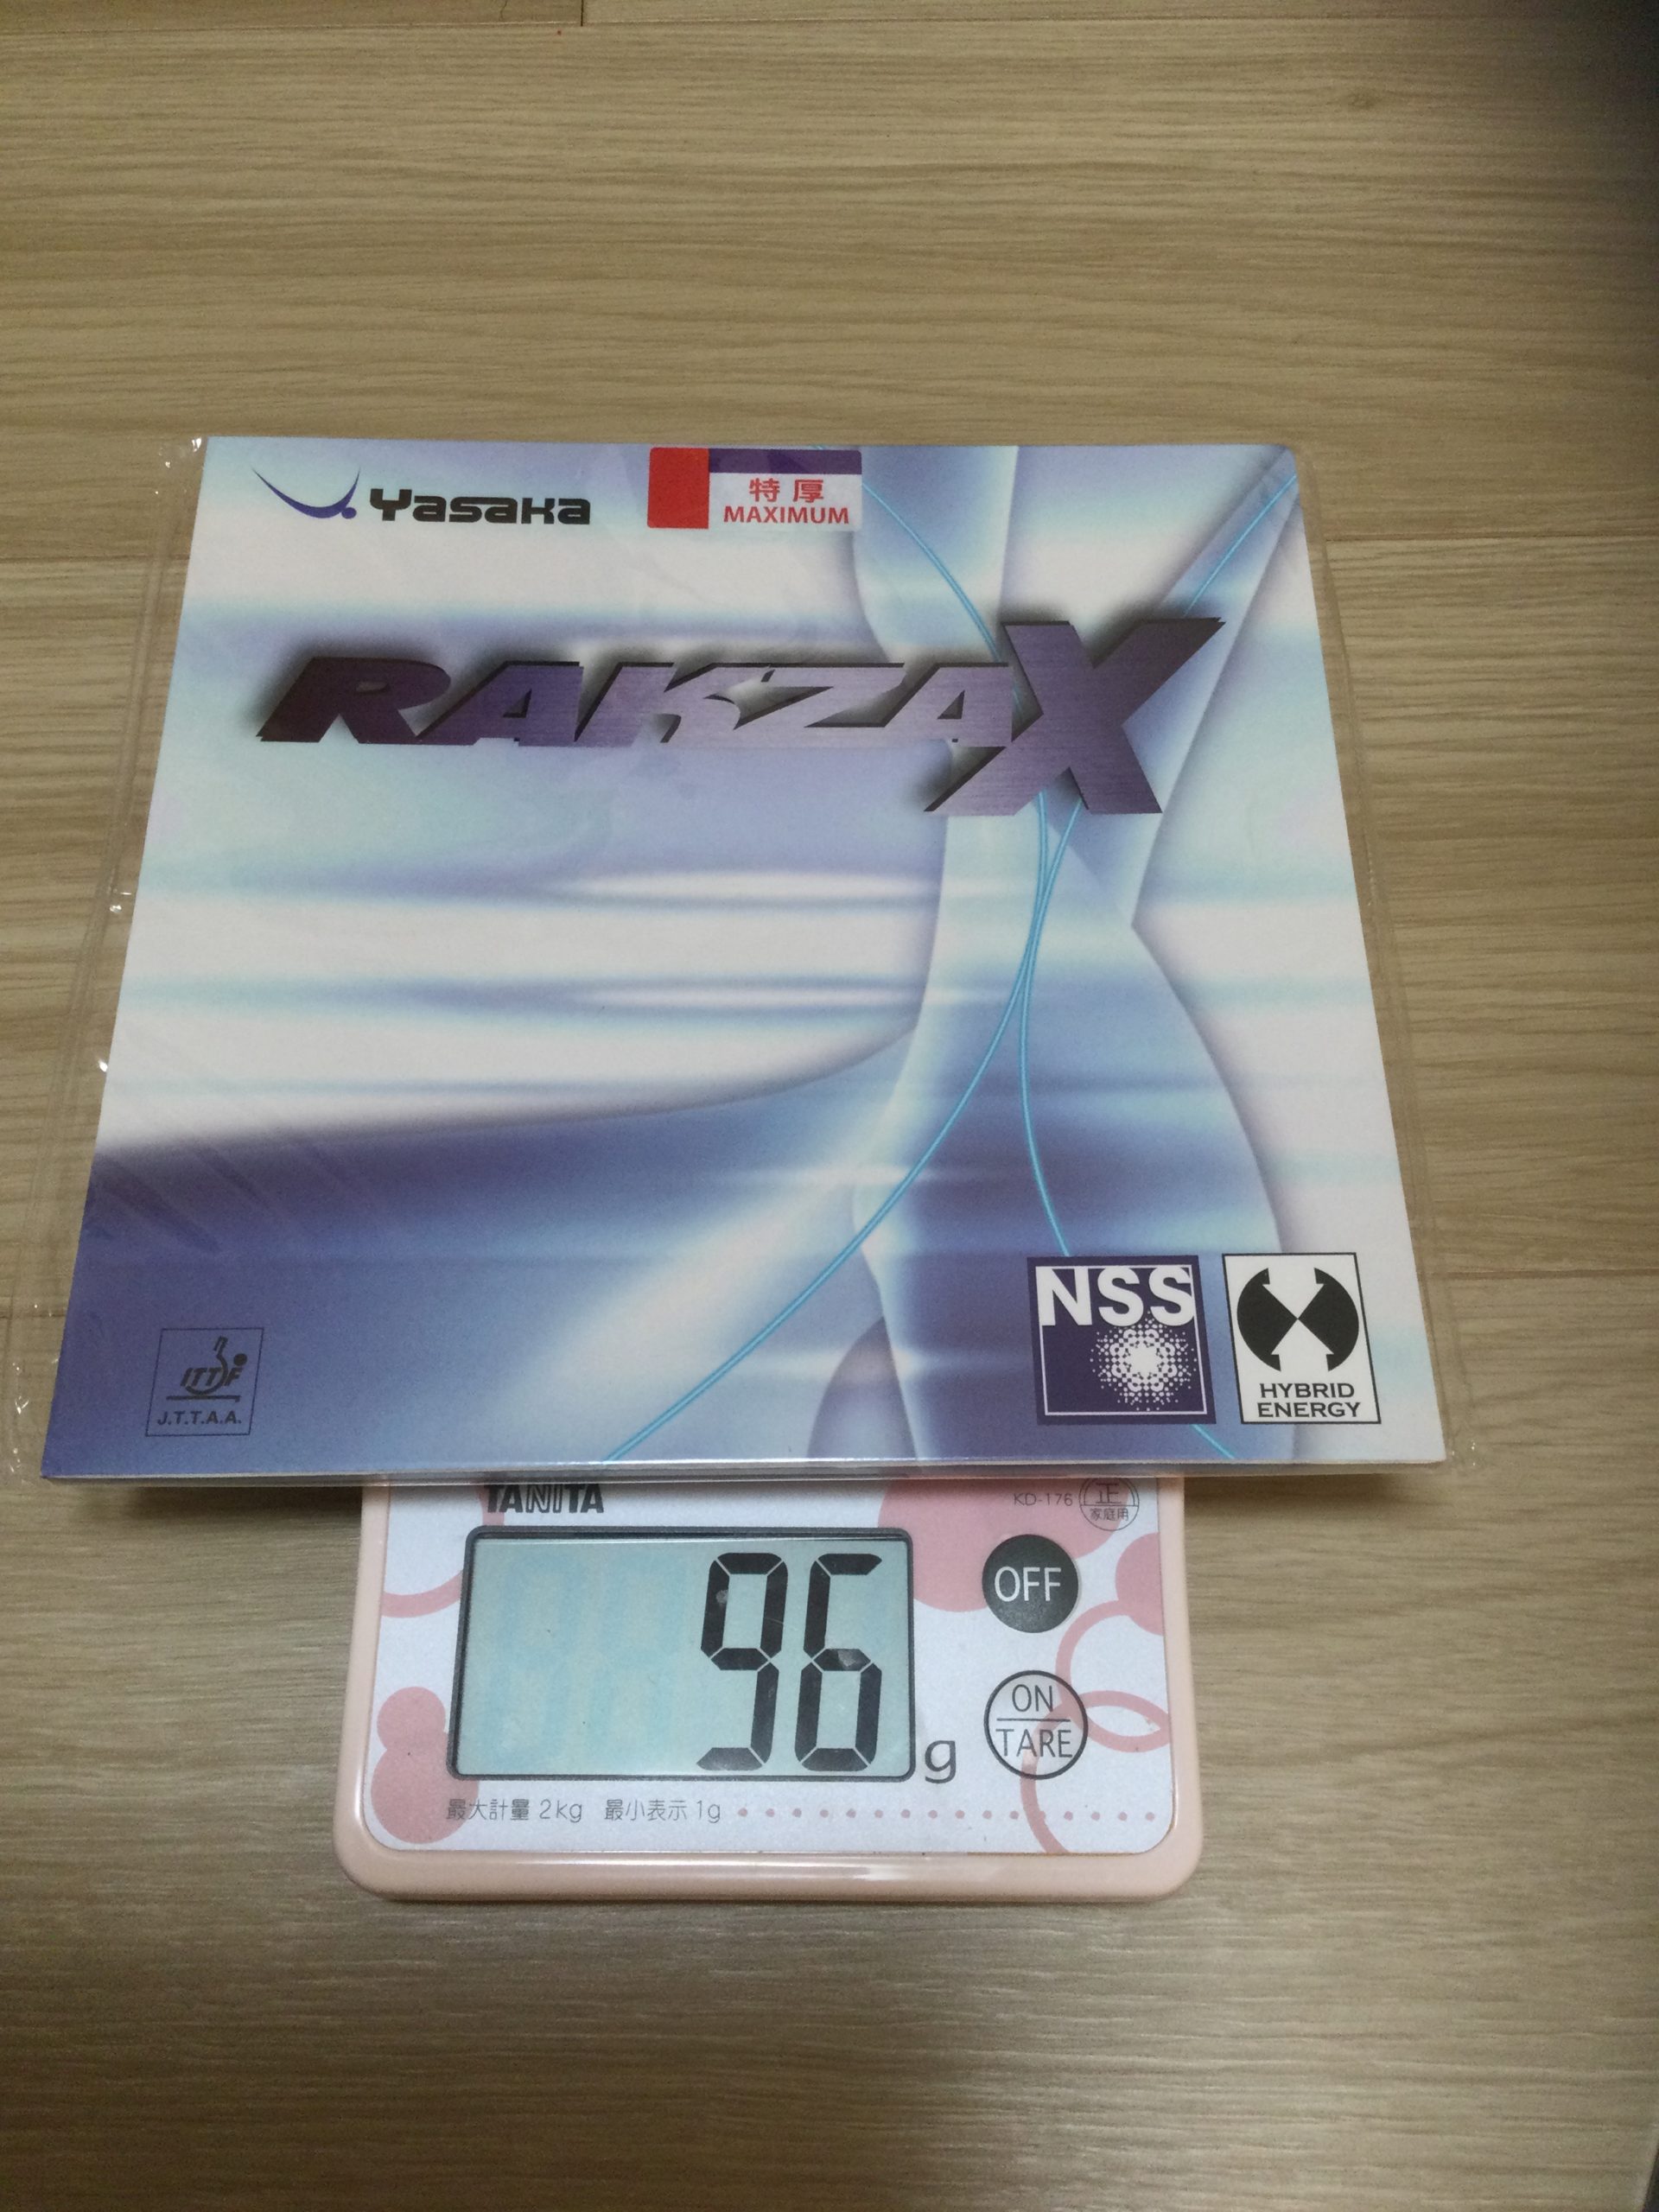 Yasaka
特厚
MAXIMUM
RAKZA X
NSS
HYBRID
ENERGY
ITTF
J.T.T.A.A.
TANITA
KD-176
正
家庭用
96 g
OFF
ON
TARE
最大計量 2kg 最小表示 1g